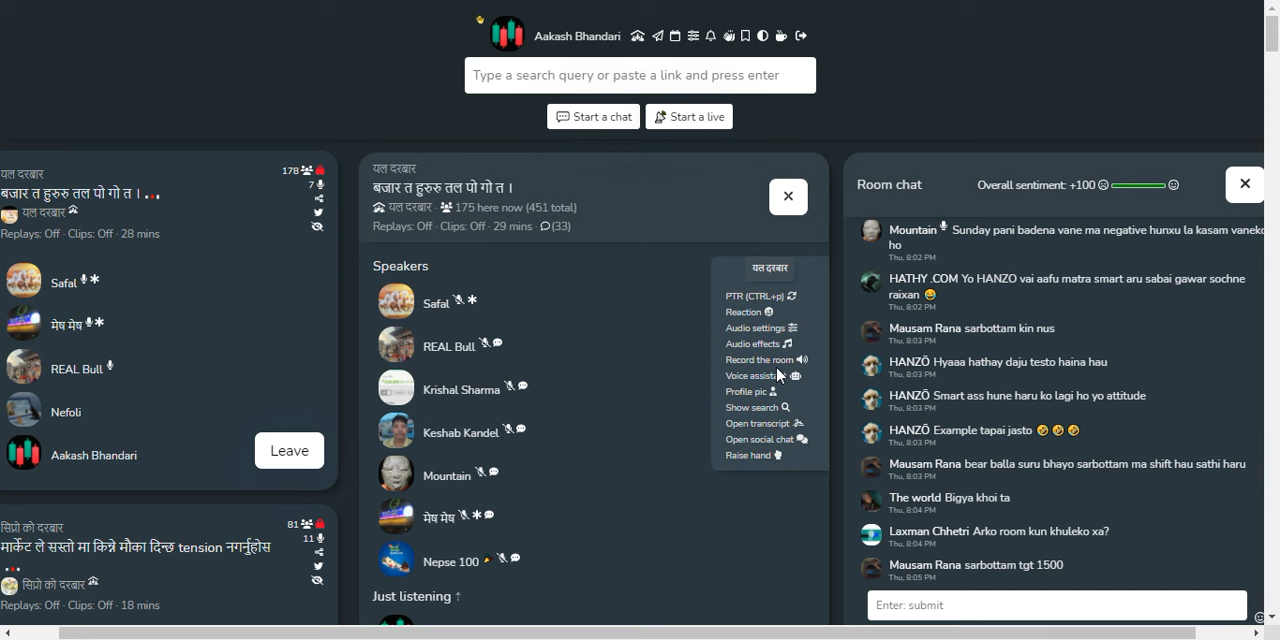 Aakash Bhandari
Type a search query or paste a link and press enter
Start a chat
Start a live
यल दरबार
178
बजार त हुरुरु तल पो गो त । ...
7
यल दरबार
Replays: Off · Clips: Off · 28 mins
Safal
मेष मेष
REAL Bull
Nefoli
Aakash Bhandari
Leave
सिप्रो को दरबार
81
मार्केट ले सस्तो मा किन्ने मौका दिन्छ tension नगर्नुहोस
11
...
सिप्रो को दरबार
Replays: Off · Clips: Off · 18 mins
यल दरबार
बजार त हुरुरु तल पो गो त ।
यल दरबार · 175 here now (451 total)
Replays: Off · Clips: Off · 29 mins · (33)
Speakers
Safal
REAL Bull
Krishal Sharma
Keshab Kandel
Mountain
मेष मेष
Nepse 100
Just listening ↑
यल दरबार
PTR (CTRL+p)
Reaction
Audio settings
Audio effects
Record the room
Voice
Profile pic
Show search
Open transcript
Open social chat
Raise hand
Room chat
Overall sentiment: +100
Mountain Sunday pani badena vane ma negative hunxu la kasam vaneko
ho
Thu, 8:02 PM
HATHY .COM Yo HANZO vai aafu matra smart aru sabai gawar sochne
raixan 😂
Thu, 8:02 PM
Mausam Rana sarbottam kin nus
Thu, 8:03 PM
HANZŌ Hyaaa hathay daju testo haina hau
Thu, 8:03 PM
HANZŌ Smart ass hune haru ko lagi ho yo attitude
Thu, 8:03 PM
HANZŌ Example tapai jasto 🤣🤣🤣
Thu, 8:03 PM
Mausam Rana bear balla suru bhayo sarbottam ma shift hau sathi haru
Thu, 8:03 PM
The world Bigya khoi ta
Thu, 8:04 PM
Laxman Chhetri Arko room kun khuleko xa?
Thu, 8:04 PM
Mausam Rana sarbottam tgt 1500
Thu, 8:05 PM
Enter: submit